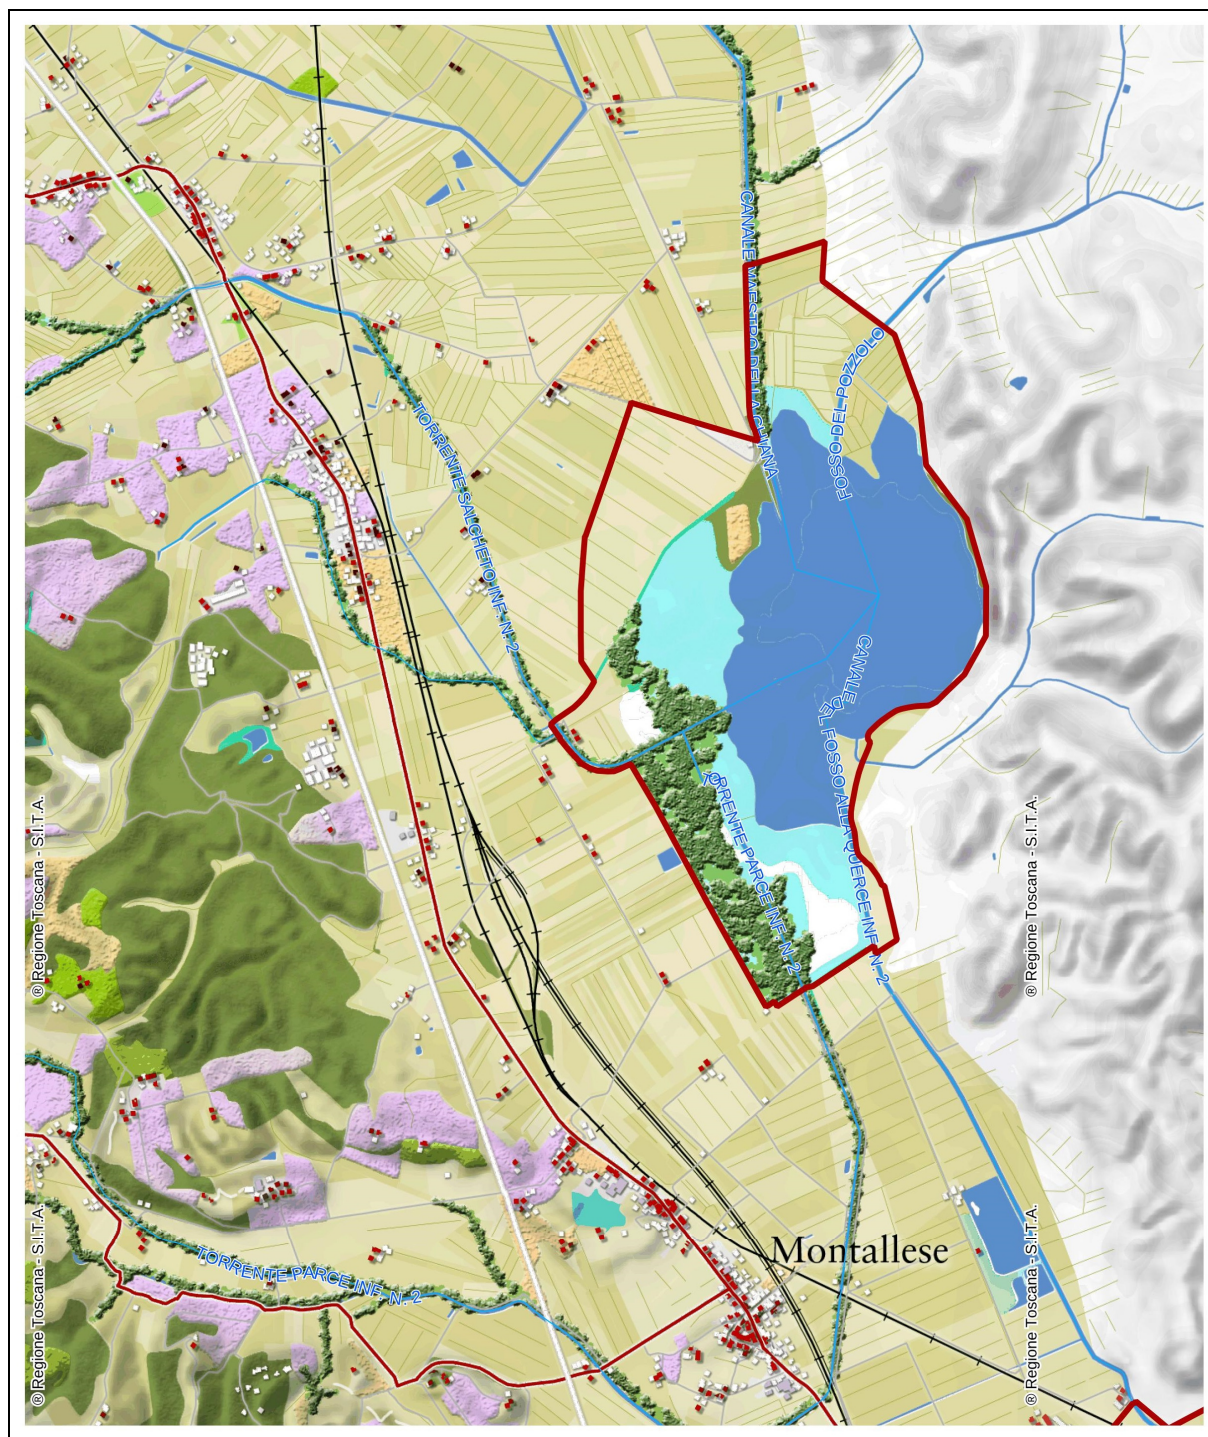 CANALE MAESTRO DELLA CHIANA
FOSSO DEL POZZOLO
TORRENTE SALCHETO INF. N. 2
CANALE
DEL FOSSO ALLA QUERCE INF. N. 2
TORRENTE PARCE INF. N. 2
® Regione Toscana - S.I.T.A.
® Regione Toscana - S.I.T.A.
® Regione Toscana - S.I.T.A.
® Regione Toscana - S.I.T.A.
TORRENTE PARCE INF. N. 2
Montallese